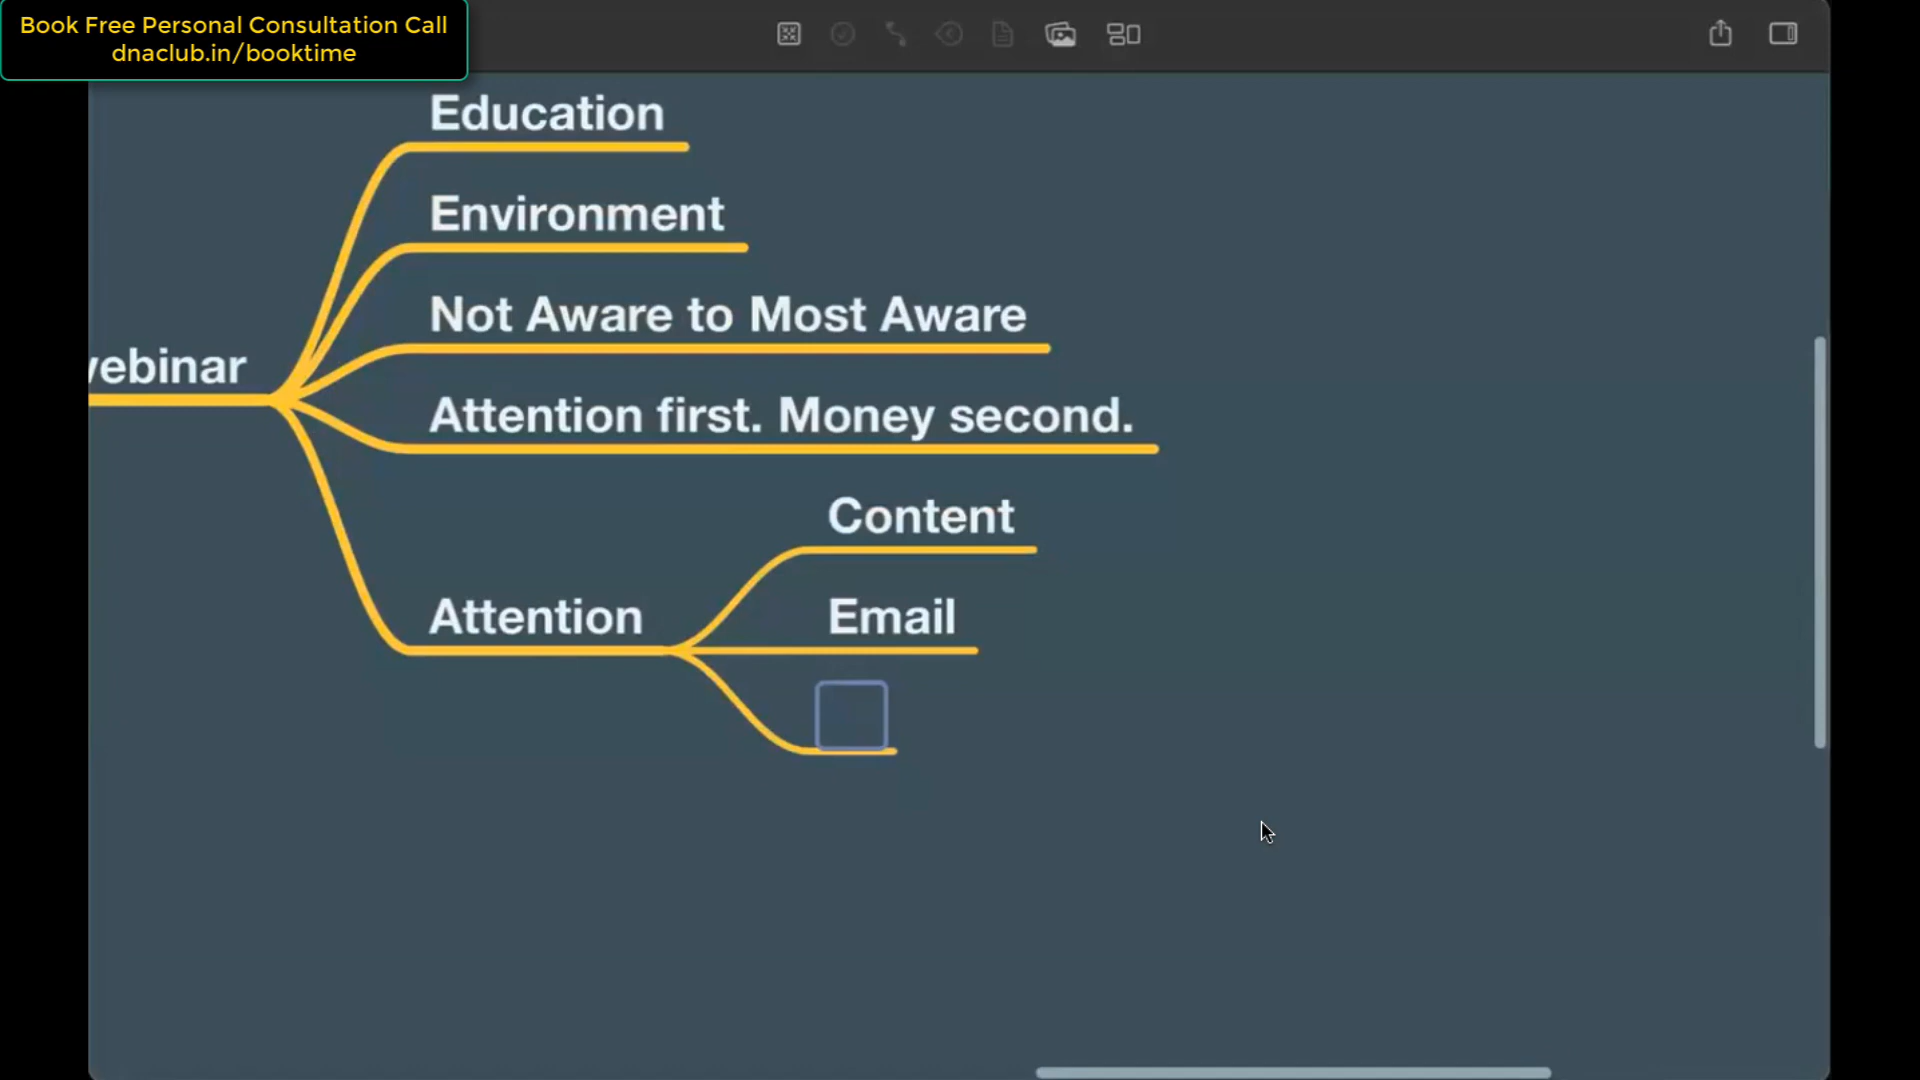 Book Free Personal Consultation Call
dnaclub.in/booktime
Education
Environment
Not Aware to Most Aware
webinar
Attention first. Money second.
Content
Attention
Email